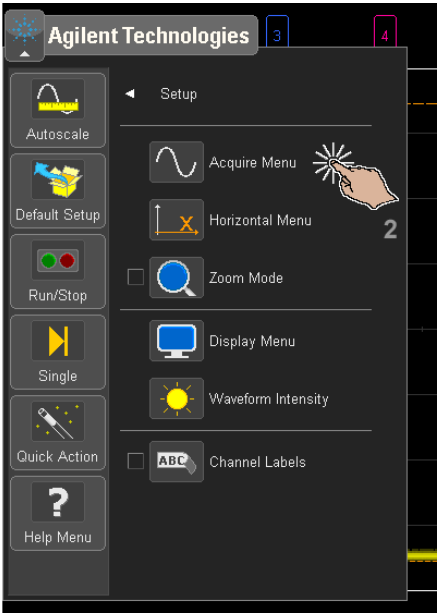 Agilent Technologies
3
4
Autoscale
Default Setup
Run/Stop
Single
Quick Action
?
Help Menu
Setup
Acquire Menu
2
X
Horizontal Menu
Zoom Mode
Display Menu
Waveform Intensity
ABC
Channel Labels